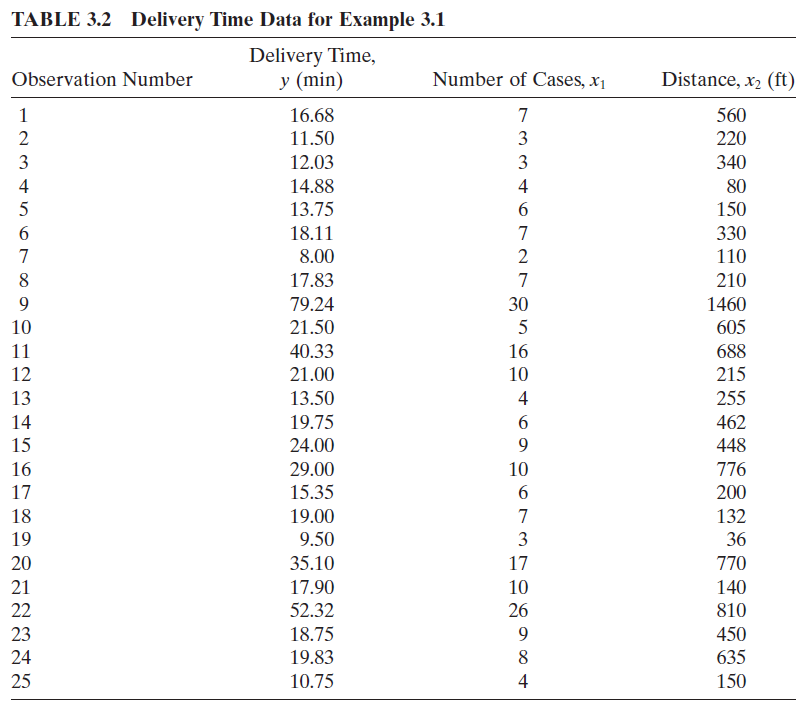 TABLE 3.2 Delivery Time Data for Example 3.1
Delivery Time,
Observation Number y (min) Number of Cases, x₁ Distance, x₂ (ft)
1 16.68 7 560
2 11.50 3 220
3 12.03 3 340
4 14.88 4 80
5 13.75 6 150
6 18.11 7 330
7 8.00 2 110
8 17.83 7 210
9 79.24 30 1460
10 21.50 5 605
11 40.33 16 688
12 21.00 10 215
13 13.50 4 255
14 19.75 6 462
15 24.00 9 448
16 29.00 10 776
17 15.35 6 200
18 19.00 7 132
19 9.50 3 36
20 35.10 17 770
21 17.90 10 140
22 52.32 26 810
23 18.75 9 450
24 19.83 8 635
25 10.75 4 150